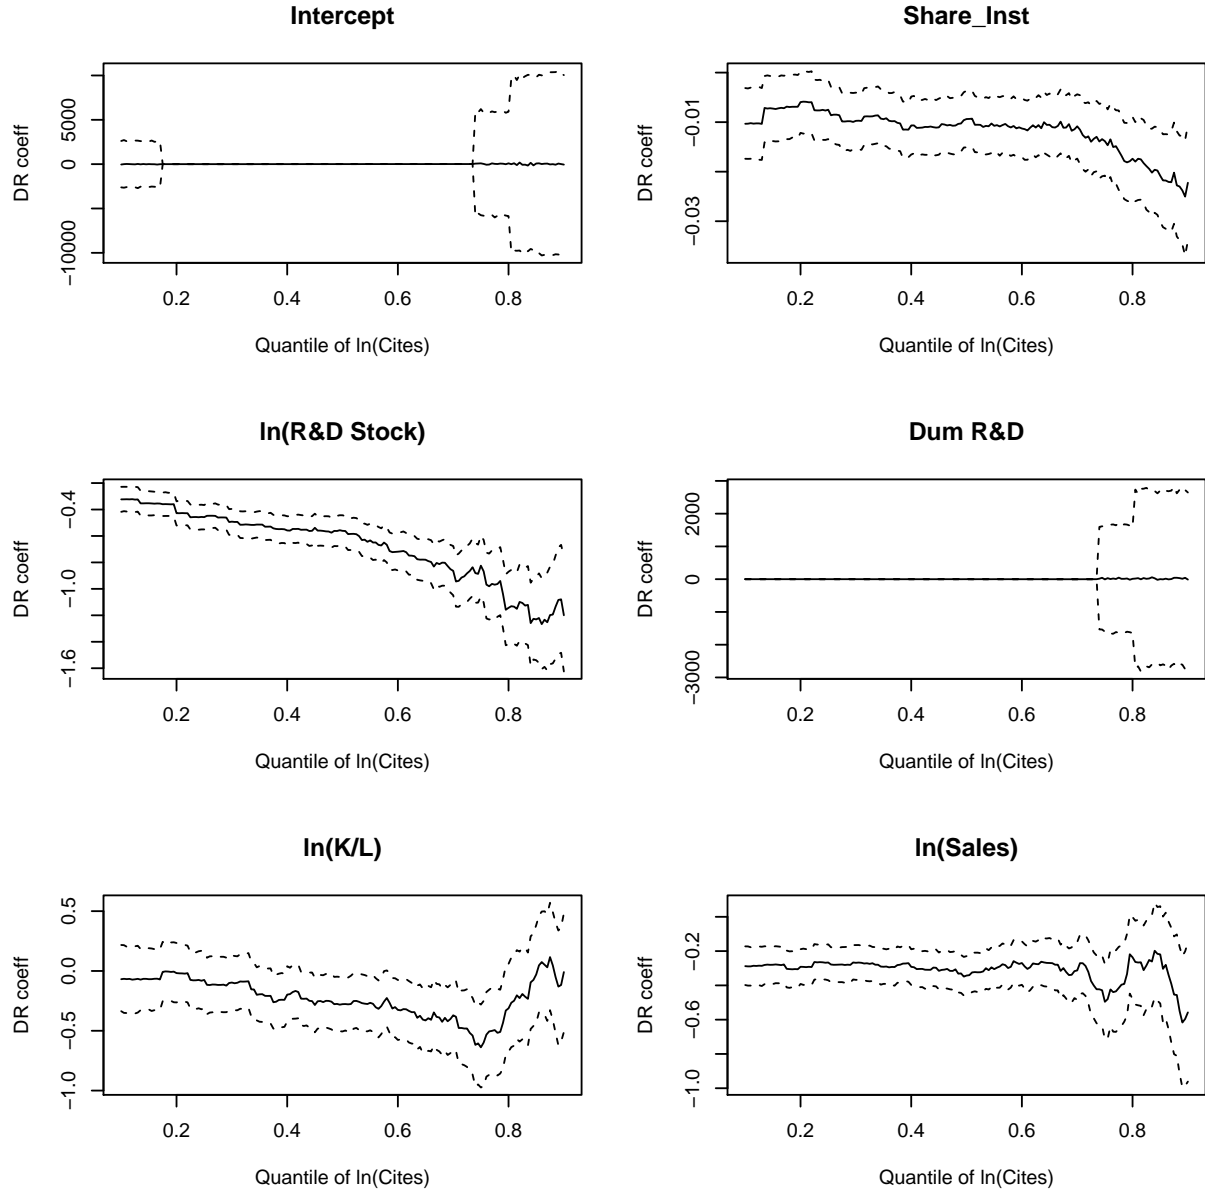 Intercept
DR coeff
5000
0
−10000
0.2 0.4 0.6 0.8
Quantile of ln(Cites)
Share_Inst
DR coeff
−0.01
−0.03
0.2 0.4 0.6 0.8
Quantile of ln(Cites)
ln(R&D Stock)
DR coeff
−0.4
−1.0
−1.6
0.2 0.4 0.6 0.8
Quantile of ln(Cites)
Dum R&D
DR coeff
2000
0
−3000
0.2 0.4 0.6 0.8
Quantile of ln(Cites)
ln(K/L)
DR coeff
0.5
0.0
−0.5
−1.0
0.2 0.4 0.6 0.8
Quantile of ln(Cites)
ln(Sales)
DR coeff
−0.2
−0.6
−1.0
0.2 0.4 0.6 0.8
Quantile of ln(Cites)